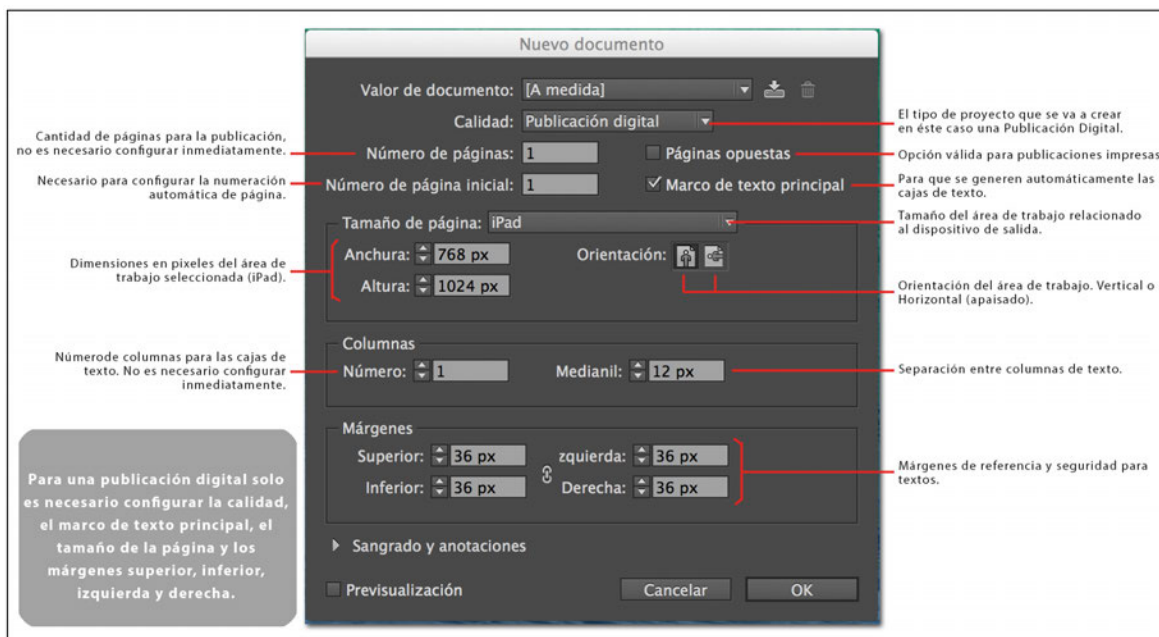 Nuevo documento
Valor de documento: [A medida]
Calidad: Publicación digital
Número de páginas: 1
Páginas opuestas
Número de página inicial: 1
Marco de texto principal
Tamaño de página: iPad
Anchura: 768 px
Orientación:
Altura: 1024 px
Columnas
Número: 1
Medianil: 12 px
Márgenes
Superior: 36 px
zquierda: 36 px
Inferior: 36 px
Derecha: 36 px
Sangrado y anotaciones
Previsualización
Cancelar
OK
Cantidad de páginas para la publicación,
no es necesario configurar inmediatamente.
Necesario para configurar la numeración
automática de página.
Dimensiones en pixeles del área de
trabajo seleccionada (iPad).
Númerode columnas para las cajas de
texto. No es necesario configurar
inmediatamente.
Para una publicación digital solo
es necesario configurar la calidad,
el marco de texto principal, el
tamaño de la página y los
márgenes superior, inferior,
izquierda y derecha.
El tipo de proyecto que se va a crear
en éste caso una Publicación Digital.
Opción válida para publicaciones impresas
Para que se generen automáticamente las
cajas de texto.
Tamaño del área de trabajo relacionado
al dispositivo de salida.
Orientación del área de trabajo. Vertical o
Horizontal (apaisado).
Separación entre columnas de texto.
Márgenes de referencia y seguridad para
textos.